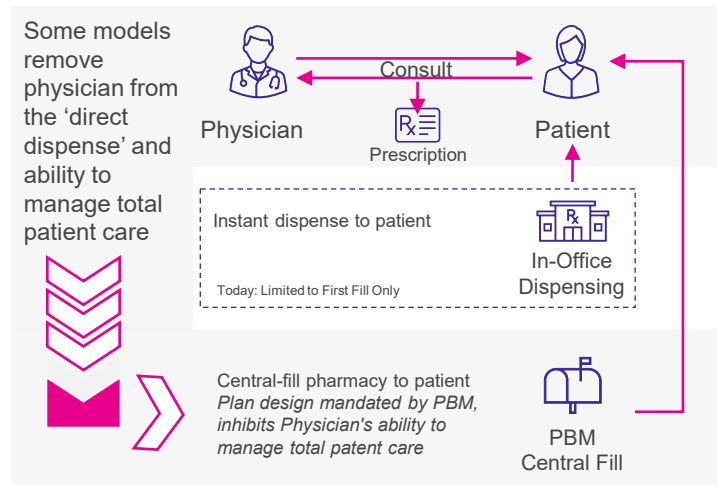 Some models
remove
physician from
the ‘direct
dispense’ and
ability to
manage total
patient care
Consult
Physician
Patient
Rx
Prescription
Instant dispense to patient
Rx
In-Office
Dispensing
Today: Limited to First Fill Only
Central-fill pharmacy to patient
Plan design mandated by PBM,
inhibits Physician's ability to
manage total patent care
PBM
Central Fill